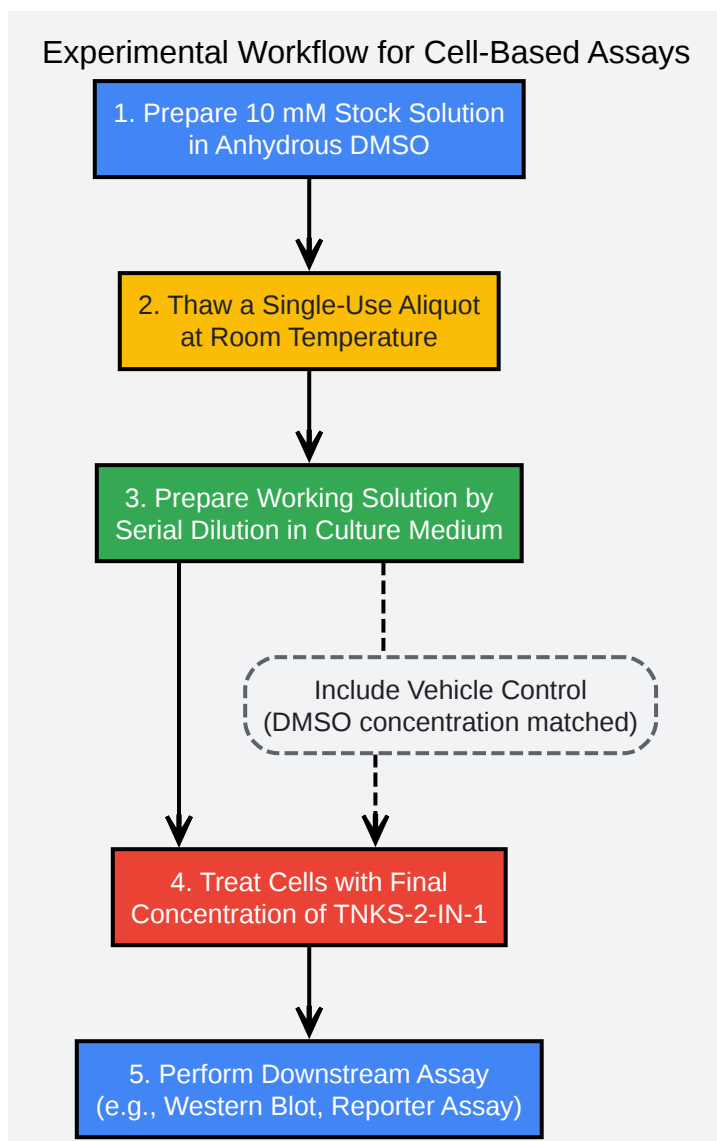 Experimental Workflow for Cell-Based Assays
1. Prepare 10 mM Stock Solution
in Anhydrous DMSO
2. Thaw a Single-Use Aliquot
at Room Temperature
3. Prepare Working Solution by
Serial Dilution in Culture Medium
Include Vehicle Control
(DMSO concentration matched)
4. Treat Cells with Final
Concentration of TNKS-2-IN-1
5. Perform Downstream Assay
(e.g., Western Blot, Reporter Assay)